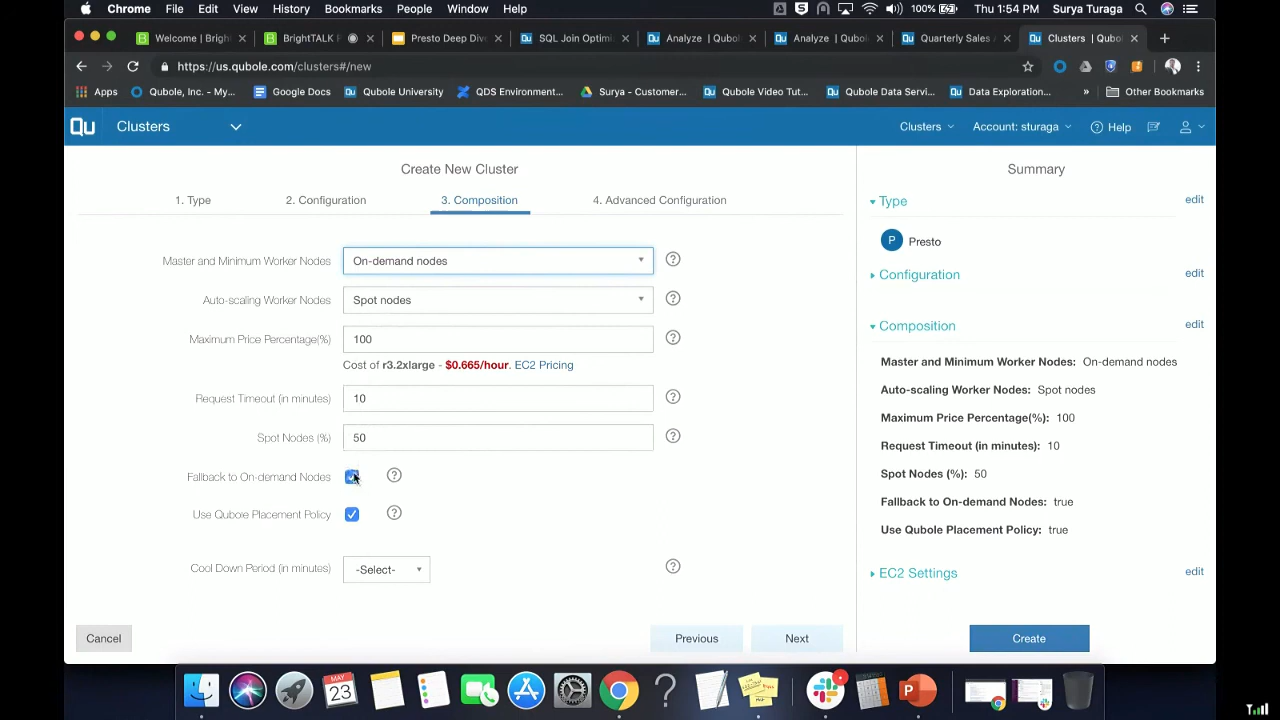 Chrome File Edit View History Bookmarks People Window Help 100% Thu 1:54 PM Surya Turaga
Welcome | Brigh
BrightTALK
Presto Deep Dive
SQL Join Optimi
Analyze | Qubo
Analyze | Qubo
Quarterly Sales
Clusters | Qubo
https://us.qubole.com/clusters#/new
Apps Qubole, Inc. - My... Google Docs Qubole University QDS Environment... Surya - Customer... Qubole Video Tut... Qubole Data Servi... Data Exploration... » Other Bookmarks
Qu Clusters Clusters Account: sturaga Help
Create New Cluster
1. Type 2. Configuration 3. Composition 4. Advanced Configuration
Master and Minimum Worker Nodes On-demand nodes
Auto-scaling Worker Nodes Spot nodes
Maximum Price Percentage(%) 100
Cost of r3.2xlarge - $0.665/hour. EC2 Pricing
Request Timeout (in minutes) 10
Spot Nodes (%) 50
Fallback to On-demand Nodes
Use Qubole Placement Policy
Cool Down Period (in minutes) -Select-
Cancel Previous Next
Summary
Type edit
P Presto
Configuration edit
Composition edit
Master and Minimum Worker Nodes: On-demand nodes
Auto-scaling Worker Nodes: Spot nodes
Maximum Price Percentage(%): 100
Request Timeout (in minutes): 10
Spot Nodes (%): 50
Fallback to On-demand Nodes: true
Use Qubole Placement Policy: true
EC2 Settings edit
Create
MAY
23